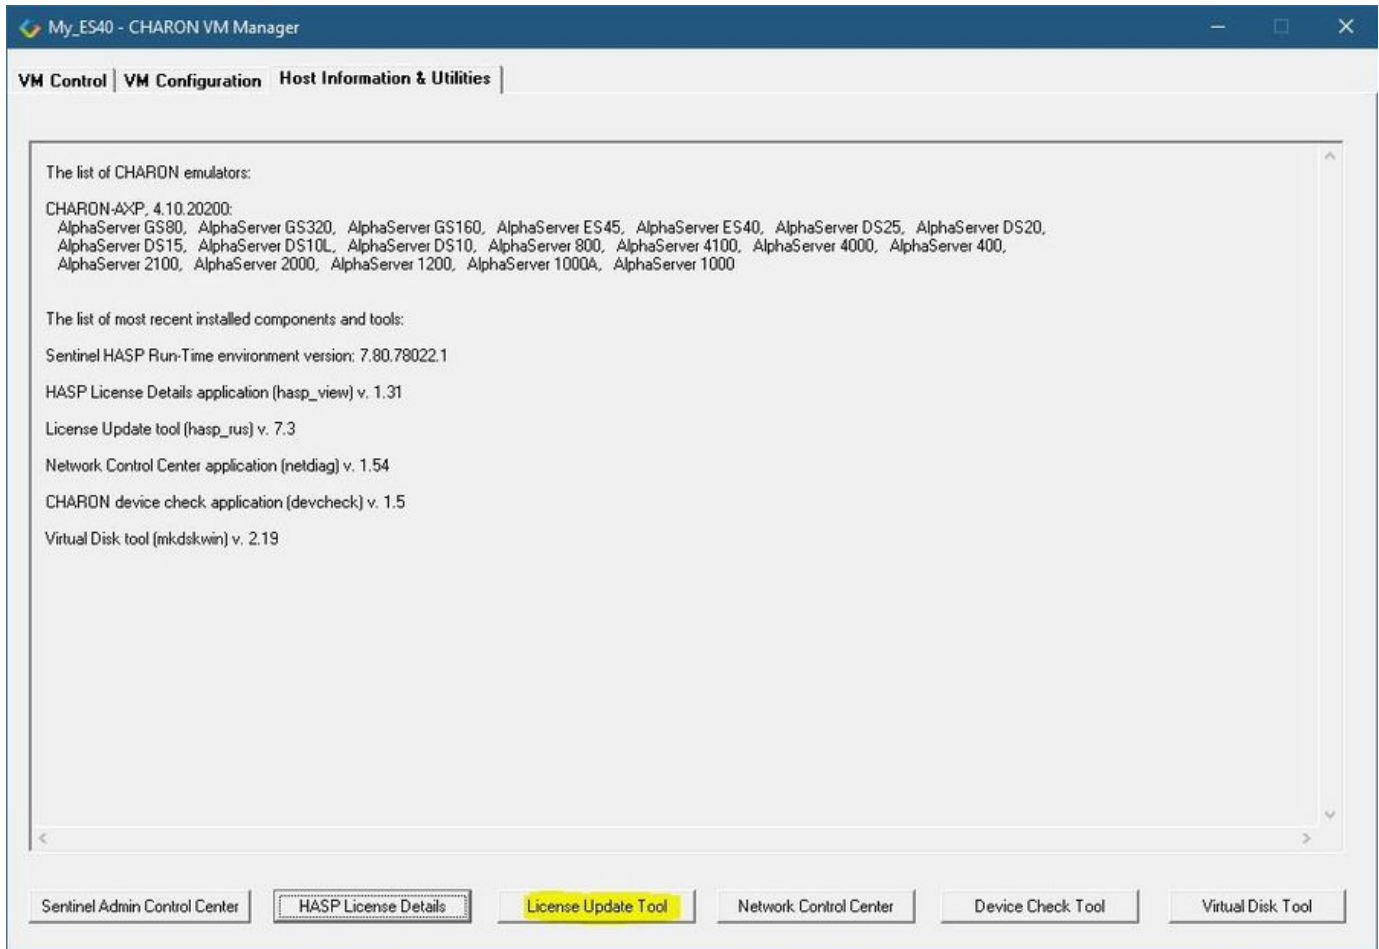 My_ES40 - CHARON VM Manager
VM Control VM Configuration Host Information & Utilities
The list of CHARON emulators:
CHARON-AXP, 4.10.20200:
AlphaServer GS80, AlphaServer GS320, AlphaServer GS160, AlphaServer ES45, AlphaServer ES40, AlphaServer DS25, AlphaServer DS20,
AlphaServer DS15, AlphaServer DS10L, AlphaServer DS10, AlphaServer 800, AlphaServer 4100, AlphaServer 4000, AlphaServer 400,
AlphaServer 2100, AlphaServer 2000, AlphaServer 1200, AlphaServer 1000A, AlphaServer 1000
The list of most recent installed components and tools:
Sentinel HASP Run-Time environment version: 7.80.78022.1
HASP License Details application (hasp_view) v. 1.31
License Update tool (hasp_rus) v. 7.3
Network Control Center application (netdiag) v. 1.54
CHARON device check application (devcheck) v. 1.5
Virtual Disk tool (mkdskwin) v. 2.19
Sentinel Admin Control Center HASP License Details License Update Tool Network Control Center Device Check Tool Virtual Disk Tool